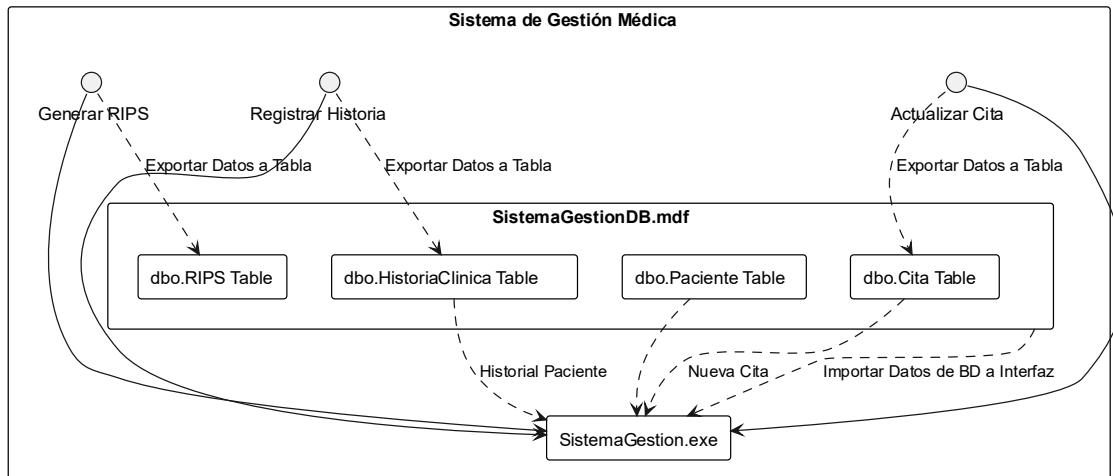 Sistema de Gestión Médica
Generar RIPS
Registrar Historia
Actualizar Cita
Exportar Datos a Tabla
Exportar Datos a Tabla
Exportar Datos a Tabla
SistemaGestionDB.mdf
dbo.RIPS Table
dbo.HistoriaClinica Table
dbo.Paciente Table
dbo.Cita Table
Historial Paciente
Nueva Cita
Importar Datos de BD a Interfaz
SistemaGestion.exe